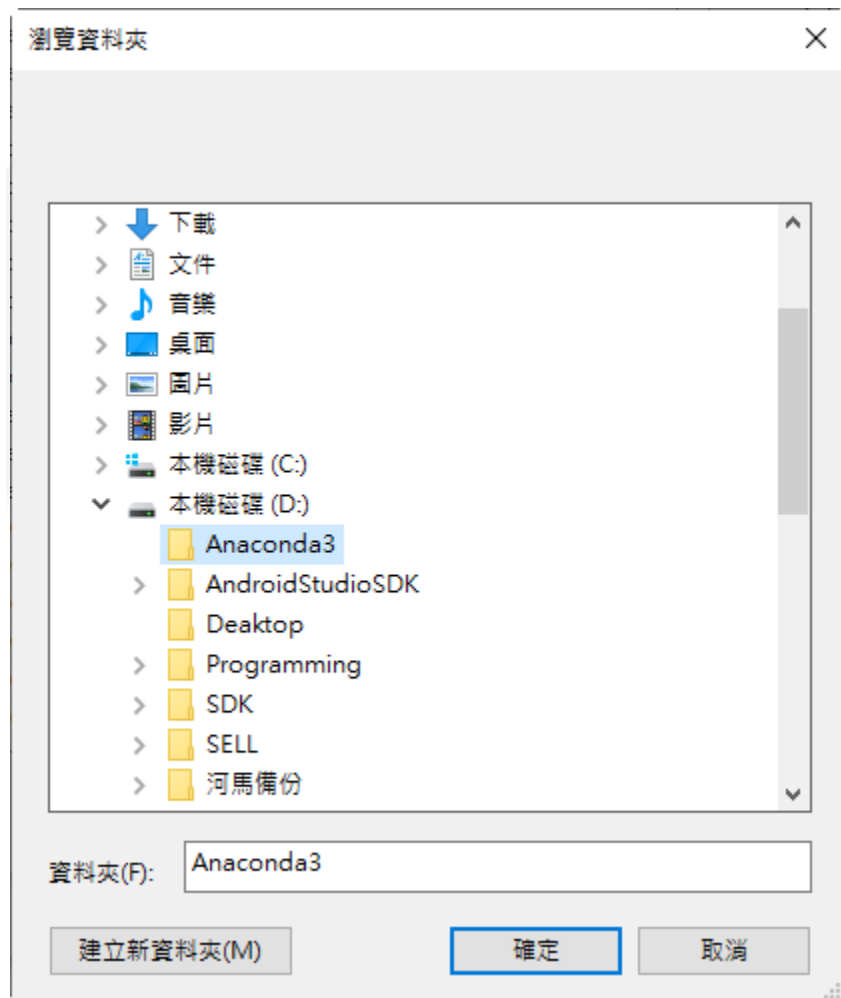 瀏覽資料夾
下載
文件
音樂
桌面
圖片
影片
本機磁碟 (C:)
本機磁碟 (D:)
Anaconda3
AndroidStudioSDK
Deaktop
Programming
SDK
SELL
河馬備份
資料夾(F): Anaconda3
建立新資料夾(M) 確定 取消